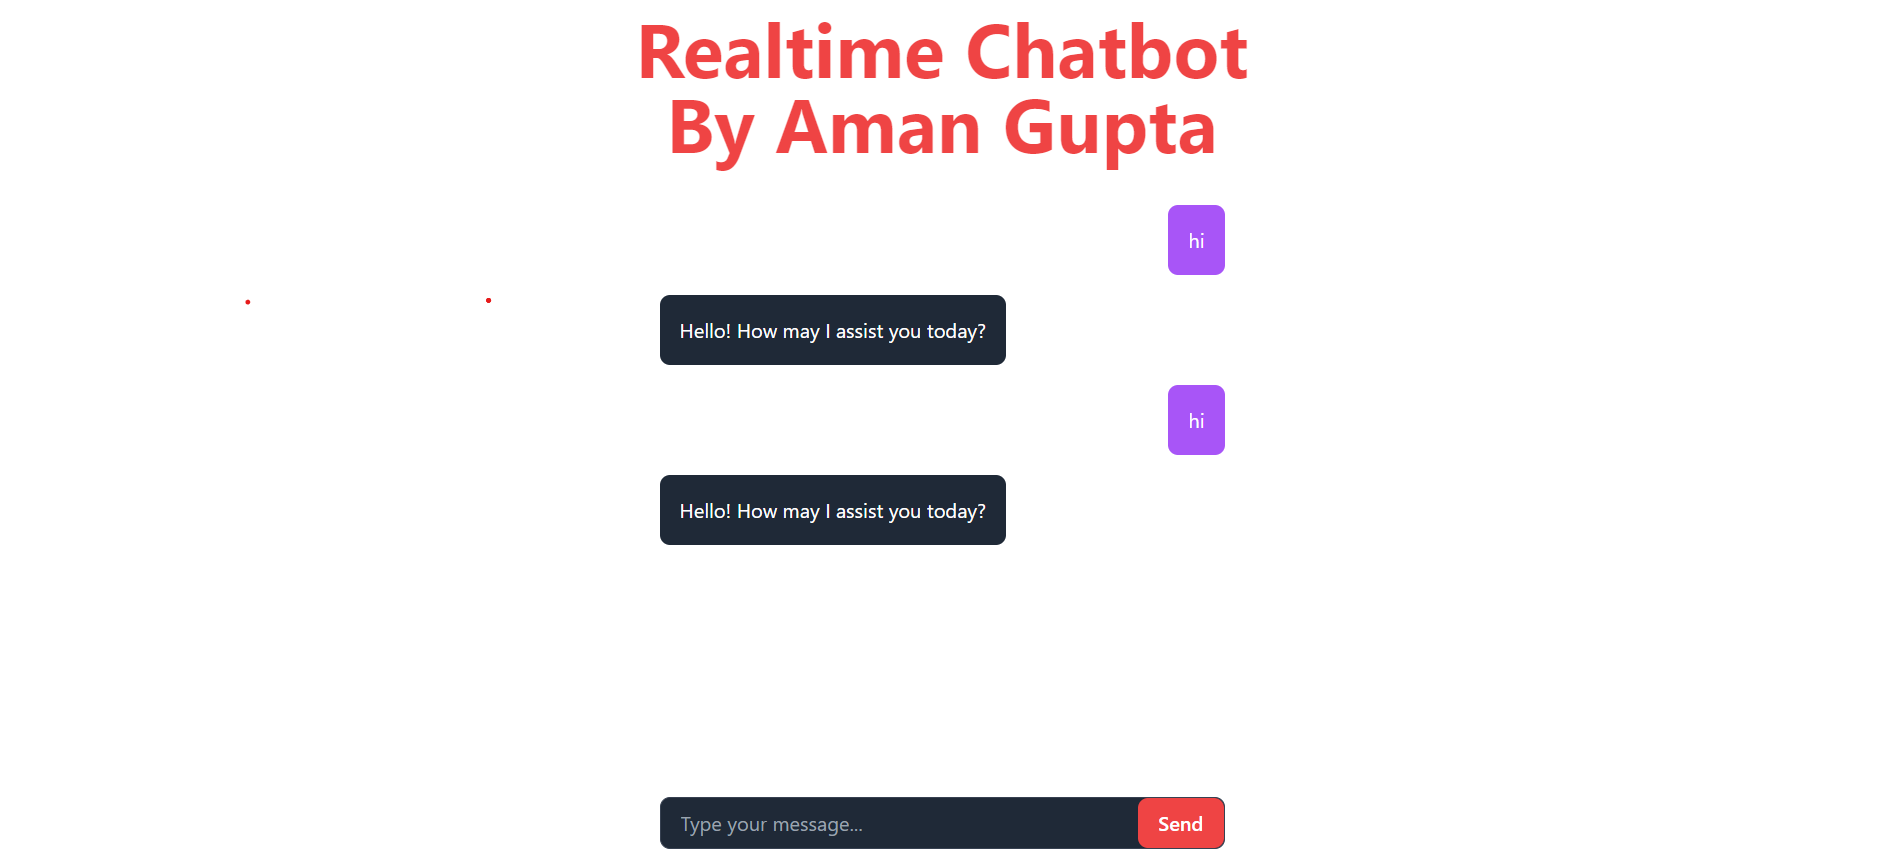 Realtime Chatbot
By Aman Gupta
hi
Hello! How may I assist you today?
hi
Hello! How may I assist you today?
Type your message...
Send